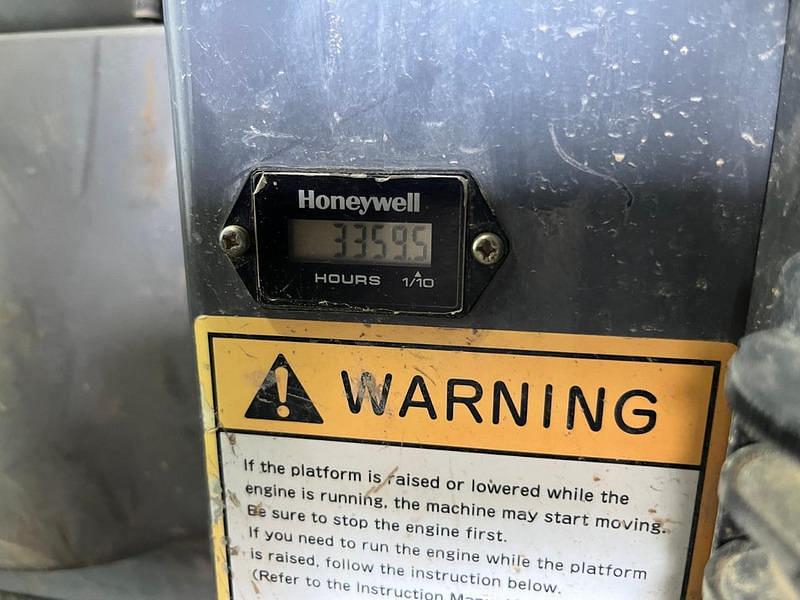 Honeywell
3359.5
HOURS 1/10
WARNING
If the platform is raised or lowered while the
engine is running, the machine may start moving.
Be sure to stop the engine first.
If you need to run the engine while the platform
is raised, follow the instruction below.
(Refer to the Instruction